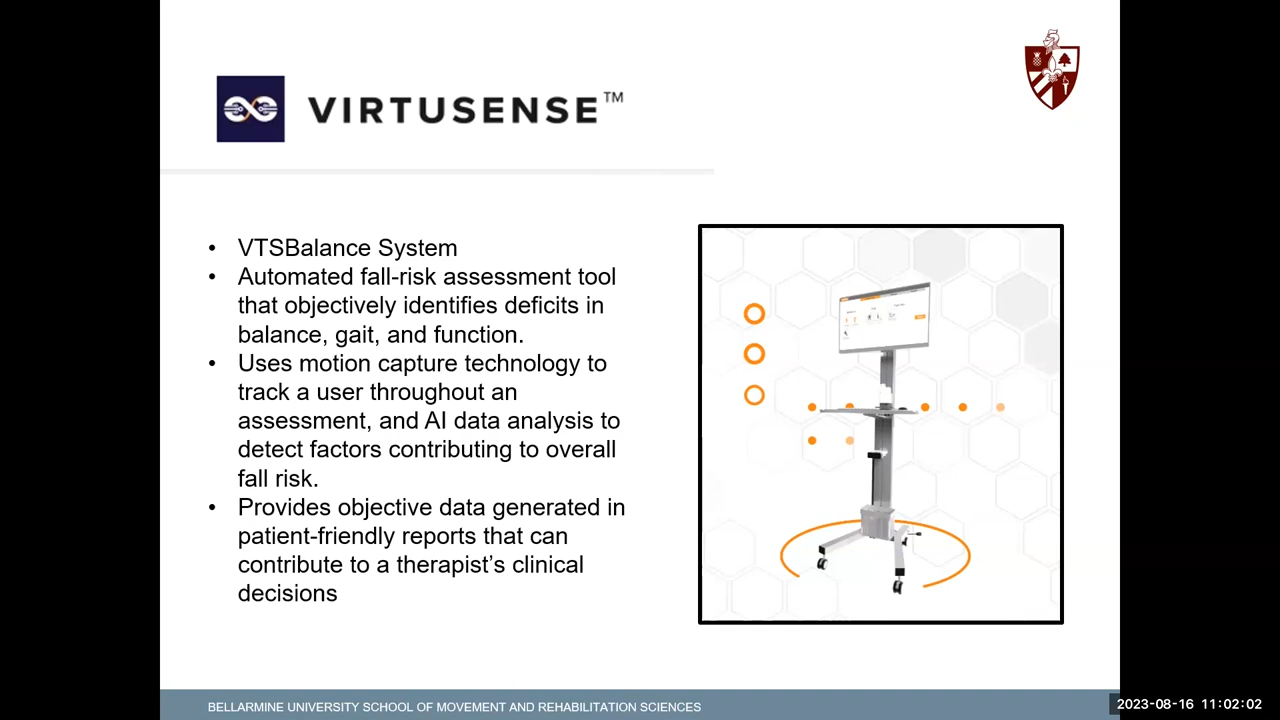 VIRTUSENSE™
• VTSBalance System
• Automated fall-risk assessment tool
that objectively identifies deficits in
balance, gait, and function.
• Uses motion capture technology to
track a user throughout an
assessment, and AI data analysis to
detect factors contributing to overall
fall risk.
• Provides objective data generated in
patient-friendly reports that can
contribute to a therapist’s clinical
decisions
BELLARMINE UNIVERSITY SCHOOL OF MOVEMENT AND REHABILITATION SCIENCES
2023-08-16 11:02:02